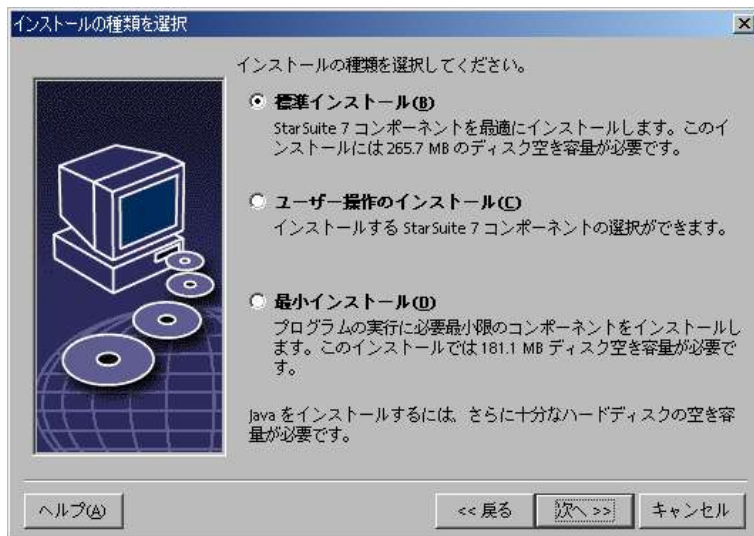 インストールの種類を選択
インストールの種類を選択してください。
標準インストール(B)
StarSuite 7 コンポーネントを最適にインストールします。このイ
ンストールには 265.7 MB のディスク空き容量が必要です。
ユーザー操作のインストール(C)
インストールする StarSuite 7 コンポーネントの選択ができます。
最小インストール(D)
プログラムの実行に必要最小限のコンポーネントをインストールし
ます。このインストールでは 181.1 MB ディスク空き容量が必要で
す。
Java をインストールするには、さらに十分なハードディスクの空き容
量が必要です。
ヘルプ(A)
<< 戻る
次へ >>
キャンセル